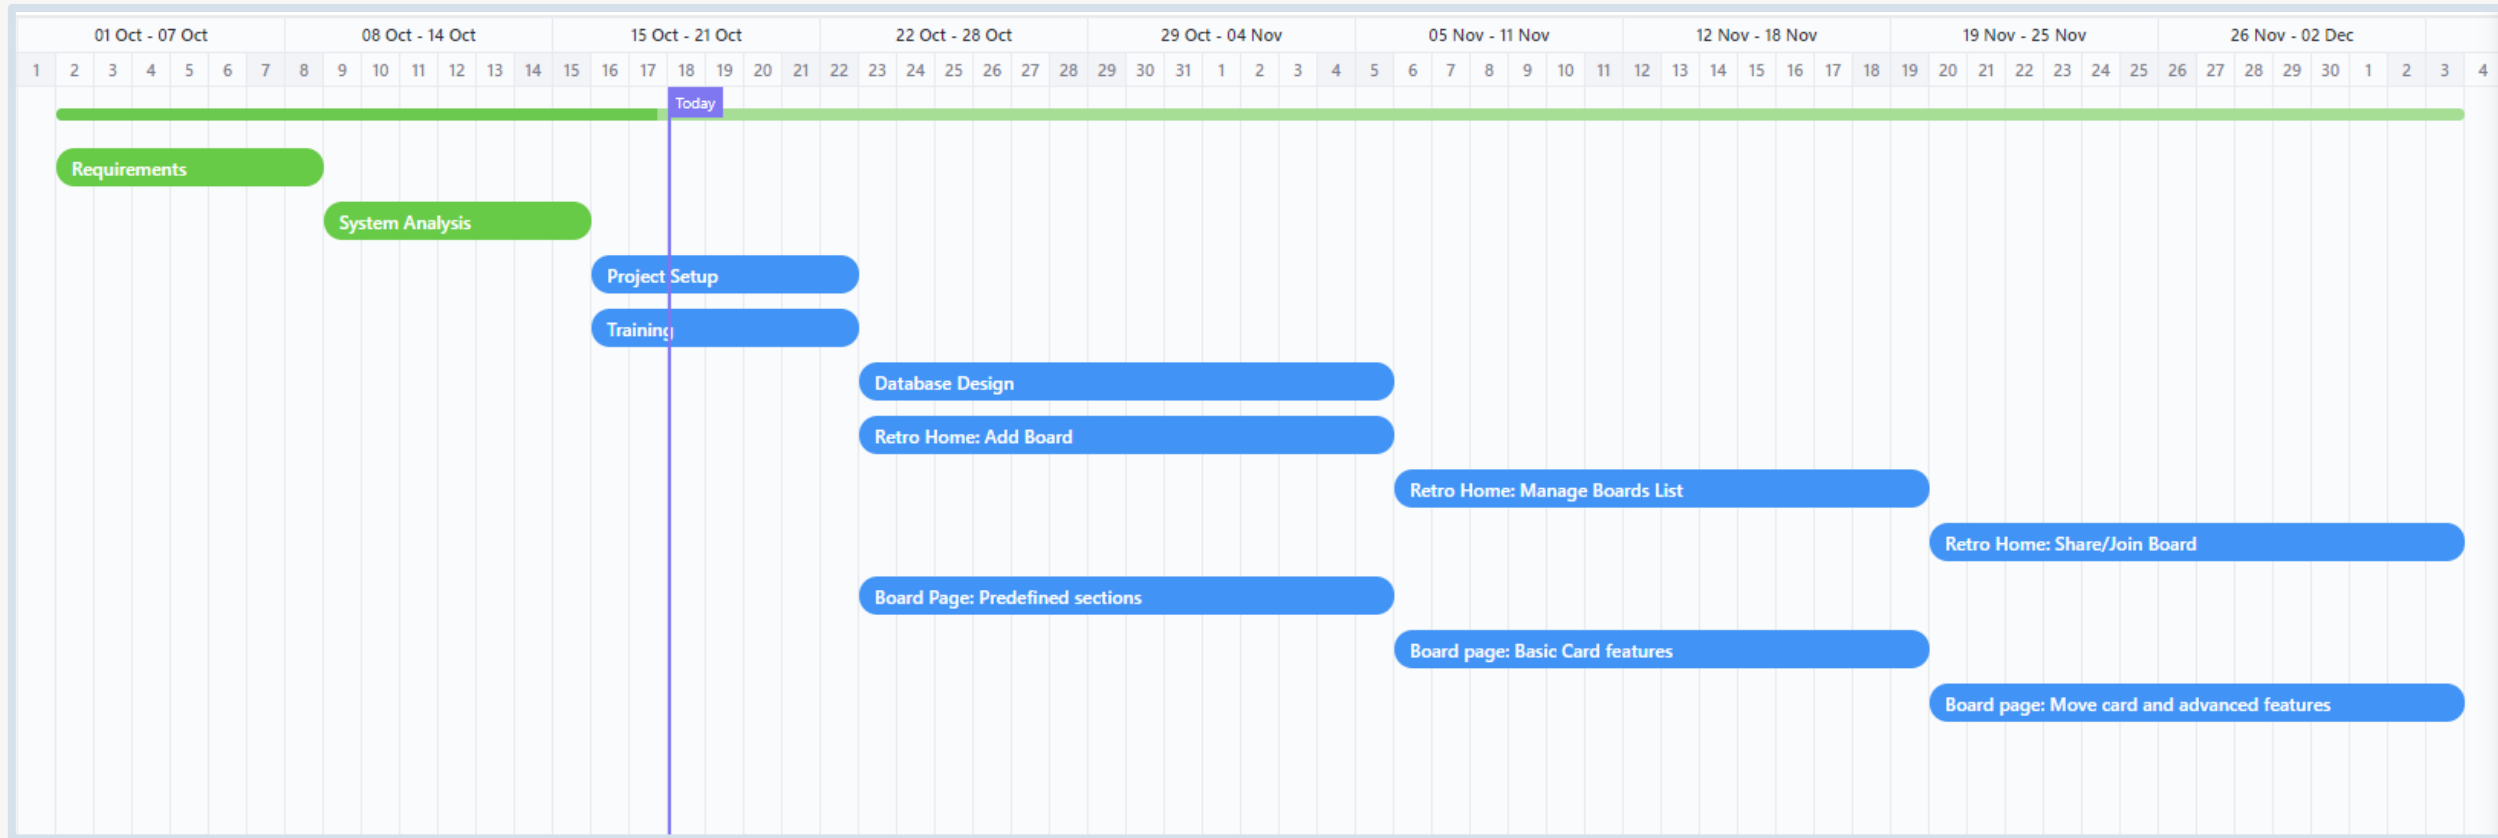 01 Oct - 07 Oct 08 Oct - 14 Oct 15 Oct - 21 Oct 22 Oct - 28 Oct 29 Oct - 04 Nov 05 Nov - 11 Nov 12 Nov - 18 Nov 19 Nov - 25 Nov 26 Nov - 02 Dec
1 2 3 4 5 6 7 8 9 10 11 12 13 14 15 16 17 18 19 20 21 22 23 24 25 26 27 28 29 30 31 1 2 3 4 5 6 7 8 9 10 11 12 13 14 15 16 17 18 19 20 21 22 23 24 25 26 27 28 29 30 1 2 3 4
Today
Requirements
System Analysis
Project Setup
Training
Database Design
Retro Home: Add Board
Retro Home: Manage Boards List
Retro Home: Share/Join Board
Board Page: Predefined sections
Board page: Basic Card features
Board page: Move card and advanced features